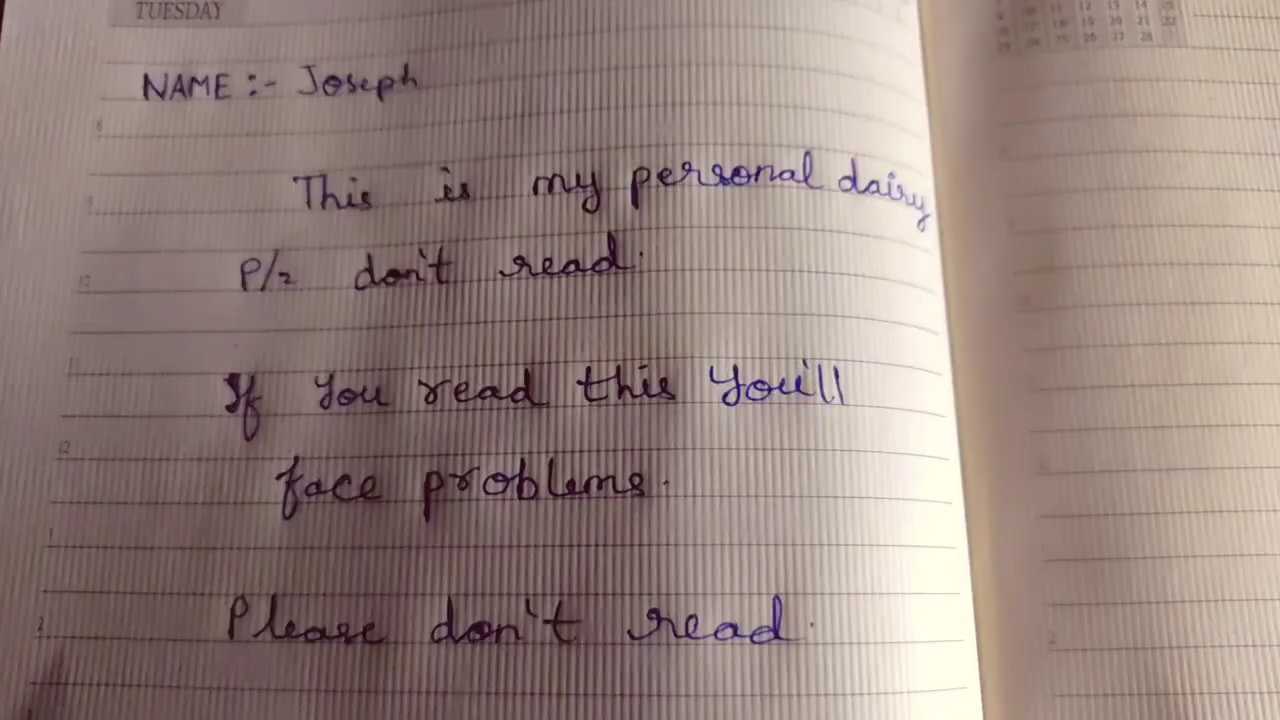 TUESDAY
NAME :- Joseph
This is my personal dairy
P/z don't read.
If you read this you'll
face problems.
Please don't read.